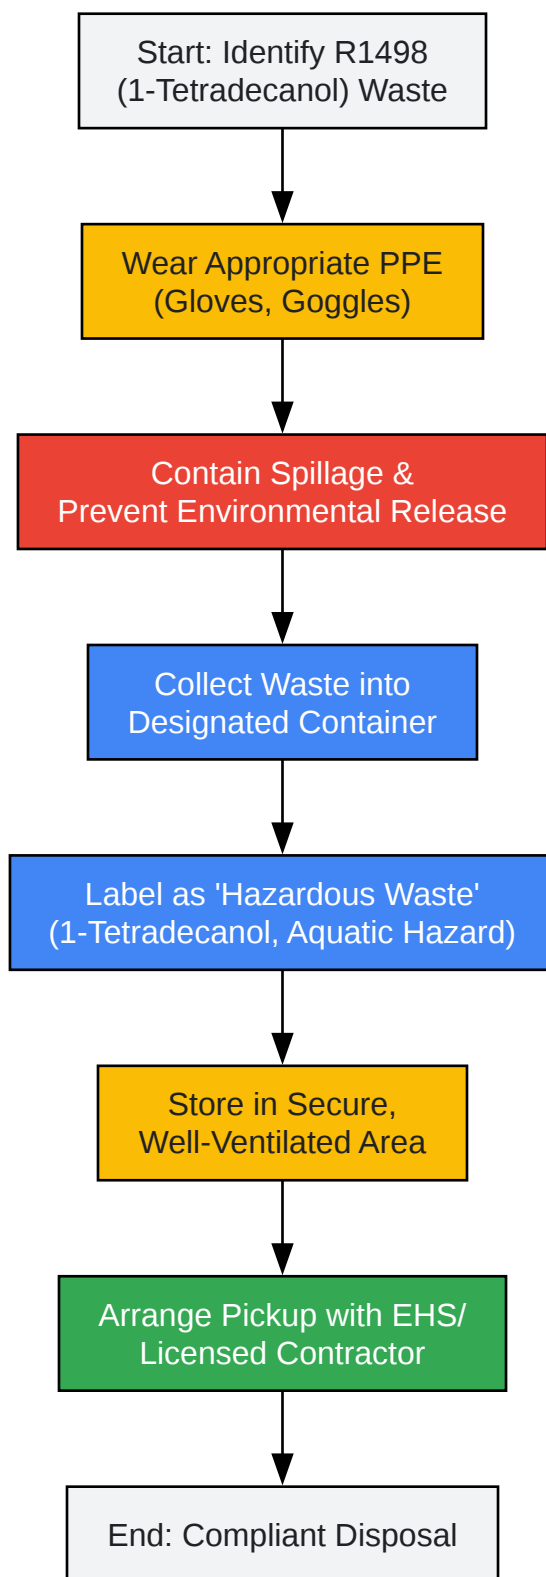 Start: Identify R1498
(1-Tetradecanol) Waste
Wear Appropriate PPE
(Gloves, Goggles)
Contain Spillage &
Prevent Environmental Release
Collect Waste into
Designated Container
Label as 'Hazardous Waste'
(1-Tetradecanol, Aquatic Hazard)
Store in Secure,
Well-Ventilated Area
Arrange Pickup with EHS/
Licensed Contractor
End: Compliant Disposal